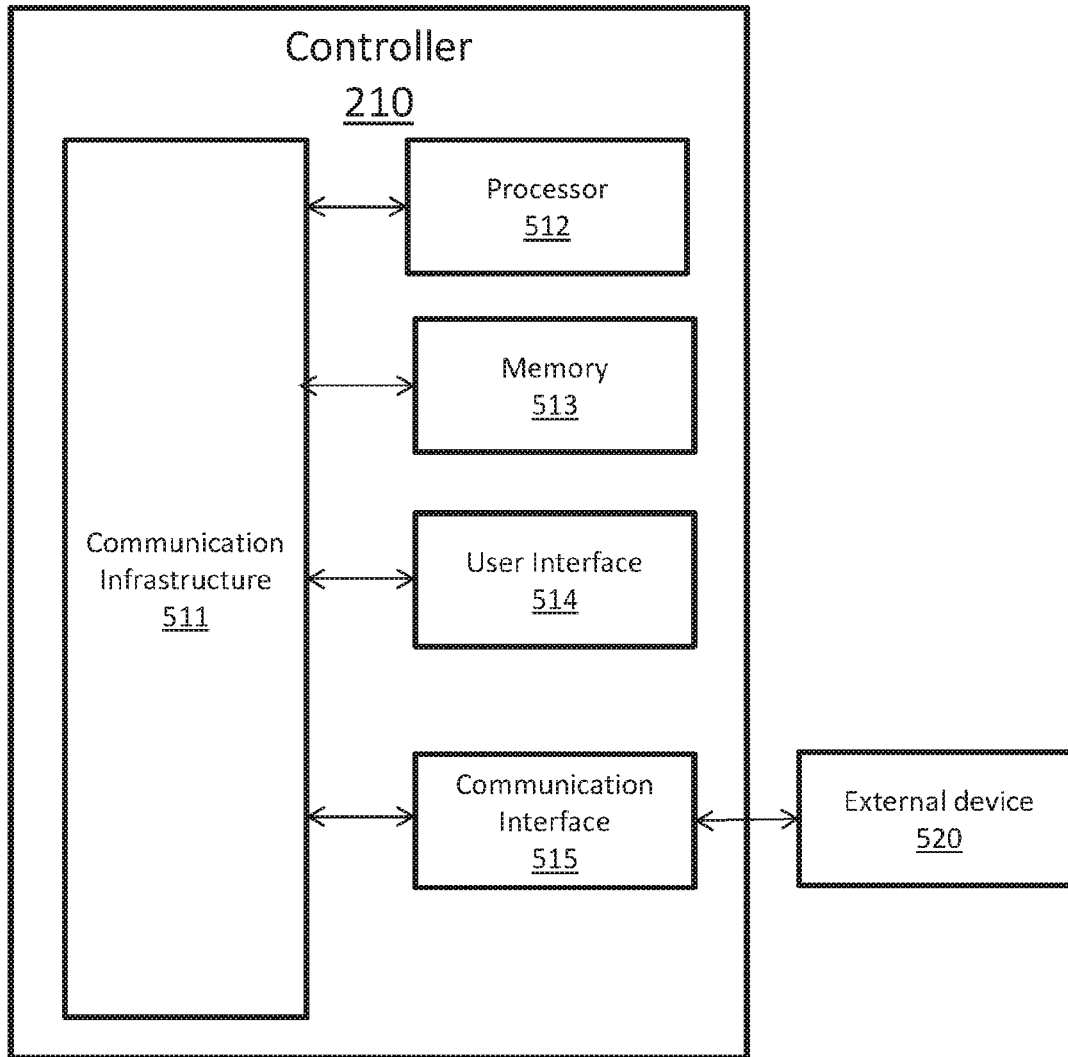 Controller
210
Processor
512
Memory
513
Communication
Infrastructure
511
User Interface
514
Communication
Interface
515
External device
520